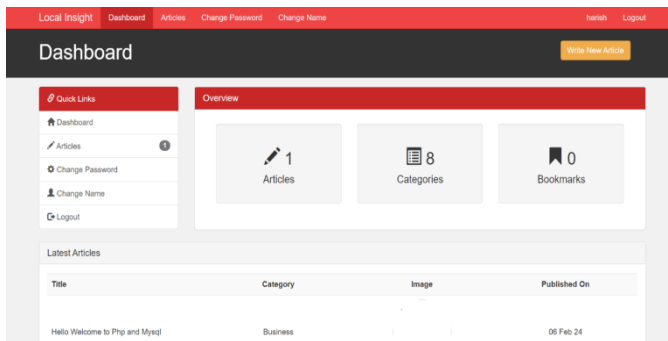 Local Insight Dashboard Articles Change Password Change Name harish Logout
Dashboard Write New Article
Quick Links
Dashboard
Articles 1
Change Password
Change Name
Logout
Overview
1
Articles
8
Categories
0
Bookmarks
Latest Articles
Title Category Image Published On
Hello Welcome to Php and Mysql Business 06 Feb 24